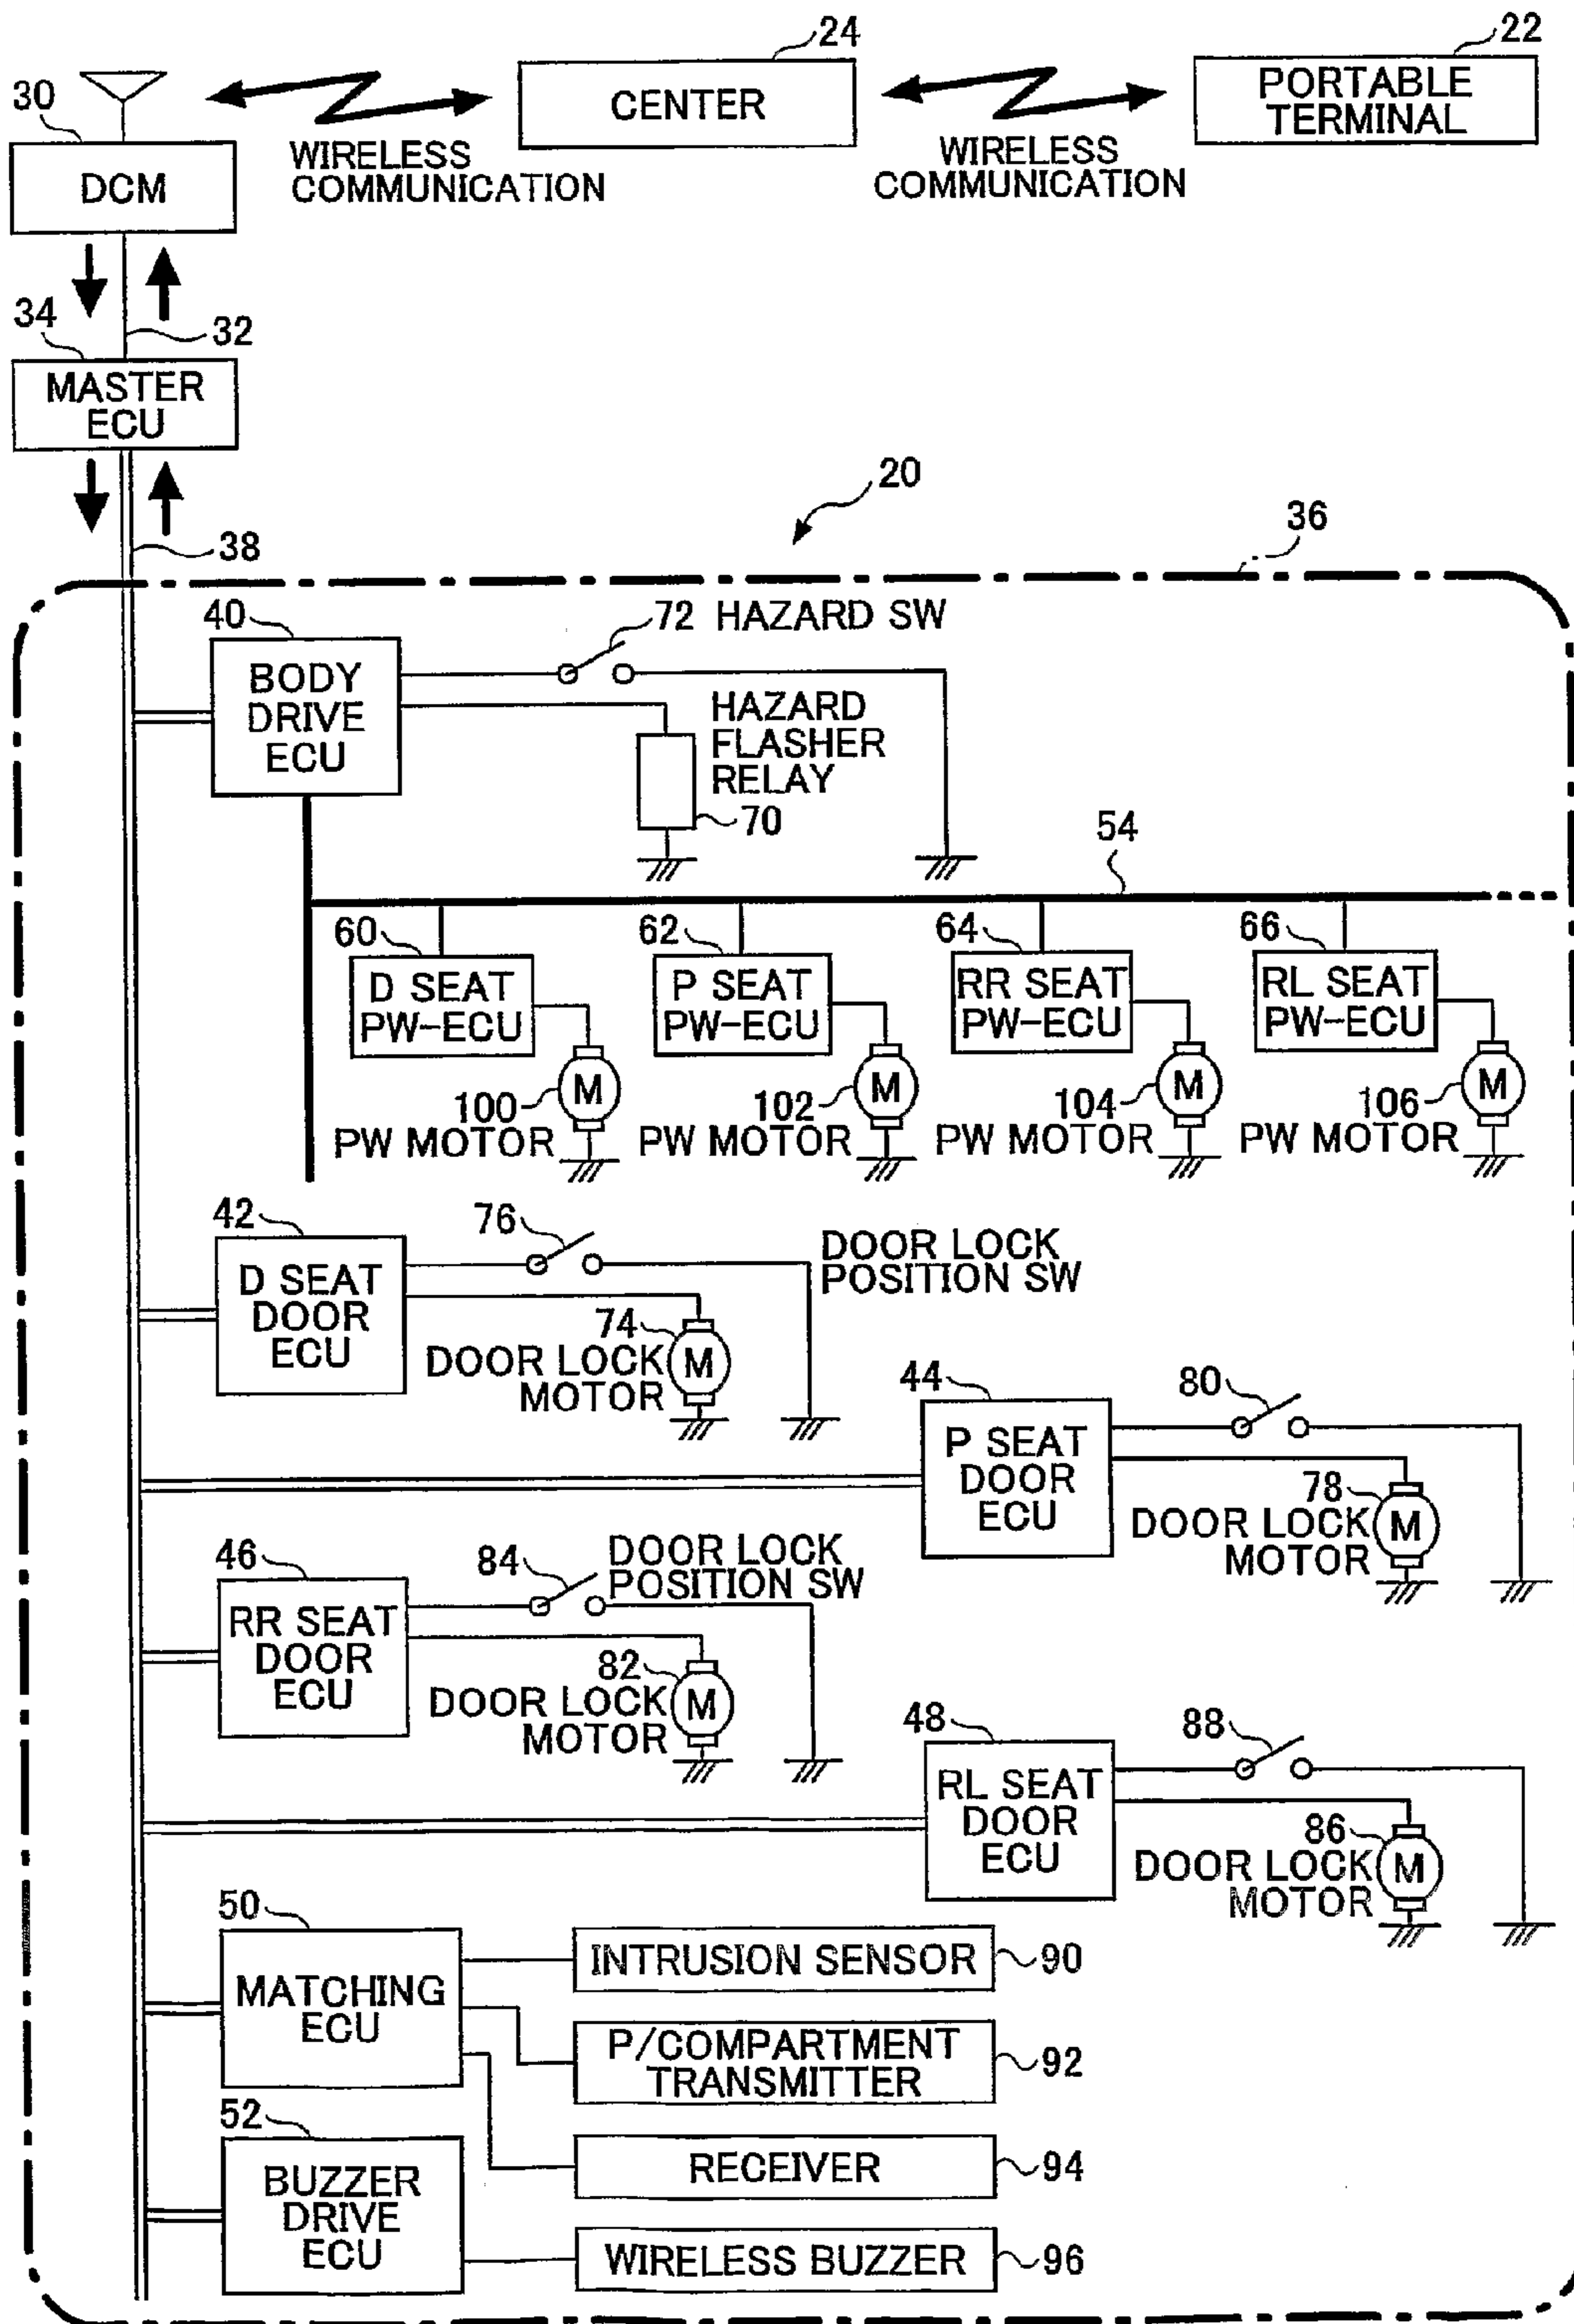 24
22
30
CENTER
PORTABLE
TERMINAL
WIRELESS
COMMUNICATION
WIRELESS
COMMUNICATION
DCM
34
32
MASTER
ECU
20
36
38
40
72 HAZARD SW
BODY
DRIVE
ECU
HAZARD
FLASHER
RELAY
70
54
60
62
64
66
D SEAT
PW-ECU
P SEAT
PW-ECU
RR SEAT
PW-ECU
RL SEAT
PW-ECU
100
M
PW MOTOR
102
M
PW MOTOR
104
M
PW MOTOR
106
M
PW MOTOR
42
76
DOOR LOCK
POSITION SW
D SEAT
DOOR
ECU
74
DOOR LOCK
MOTOR
M
44
80
P SEAT
DOOR
ECU
78
DOOR LOCK
MOTOR
M
46
84
DOOR LOCK
POSITION SW
RR SEAT
DOOR
ECU
82
DOOR LOCK
MOTOR
M
48
88
RL SEAT
DOOR
ECU
86
DOOR LOCK
MOTOR
M
50
MATCHING
ECU
INTRUSION SENSOR
90
P/COMPARTMENT
TRANSMITTER
92
52
RECEIVER
94
BUZZER
DRIVE
ECU
WIRELESS BUZZER
96